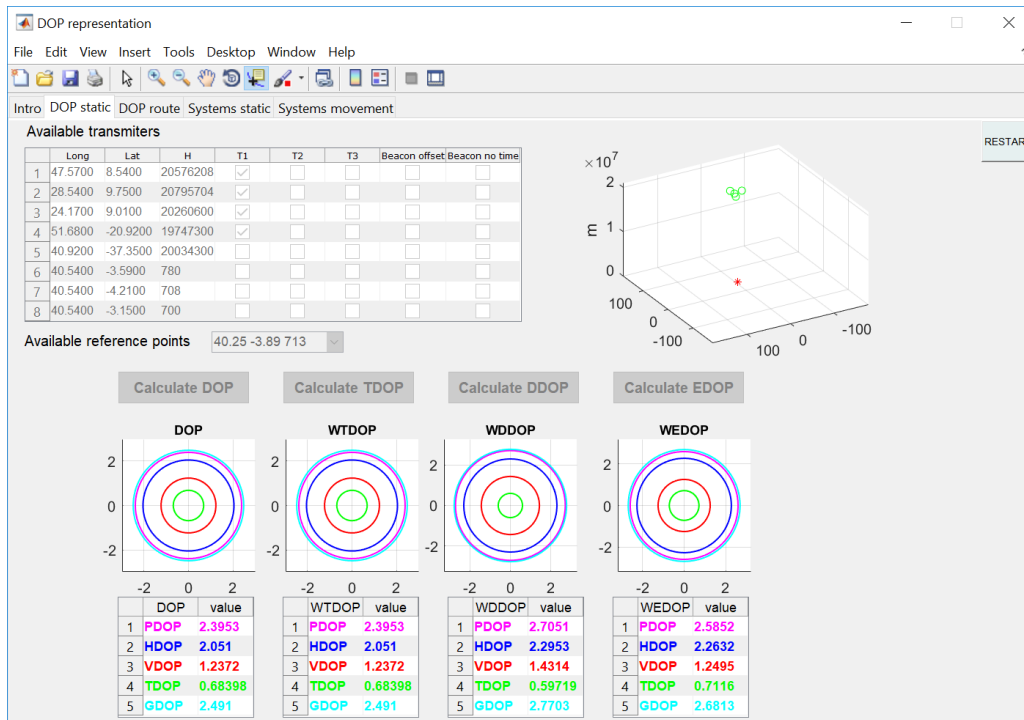 DOP representation
File Edit View Insert Tools Desktop Window Help
Intro DOP static DOP route Systems static Systems movement
Available transmiters
RESTAR
Long Lat H T1 T2 T3 Beacon offset Beacon no time
1 47.5700 8.5400 20576208
2 28.5400 9.7500 20795704
3 24.1700 9.0100 20260600
4 51.6800 -20.9200 19747300
5 40.9200 -37.3500 20034300
6 40.5400 -3.5900 780
7 40.5400 -4.2100 708
8 40.5400 -3.1500 700
×10^7
2
1
0
m
100
0
-100
100
0
-100
Available reference points 40.25 -3.89 713
Calculate DOP Calculate TDOP Calculate DDOP Calculate EDOP
DOP WTDOP WDDOP WEDOP
2 2 2 2
0 0 0 0
-2 -2 -2 -2
-2 0 2 -2 0 2 -2 0 2 -2 0 2
DOP value WTDOP value WDDOP value WEDOP value
1 PDOP 2.3953 1 PDOP 2.3953 1 PDOP 2.7051 1 PDOP 2.5852
2 HDOP 2.051 2 HDOP 2.051 2 HDOP 2.2953 2 HDOP 2.2632
3 VDOP 1.2372 3 VDOP 1.2372 3 VDOP 1.4314 3 VDOP 1.2495
4 TDOP 0.68398 4 TDOP 0.68398 4 TDOP 0.59719 4 TDOP 0.7116
5 GDOP 2.491 5 GDOP 2.491 5 GDOP 2.7703 5 GDOP 2.6813